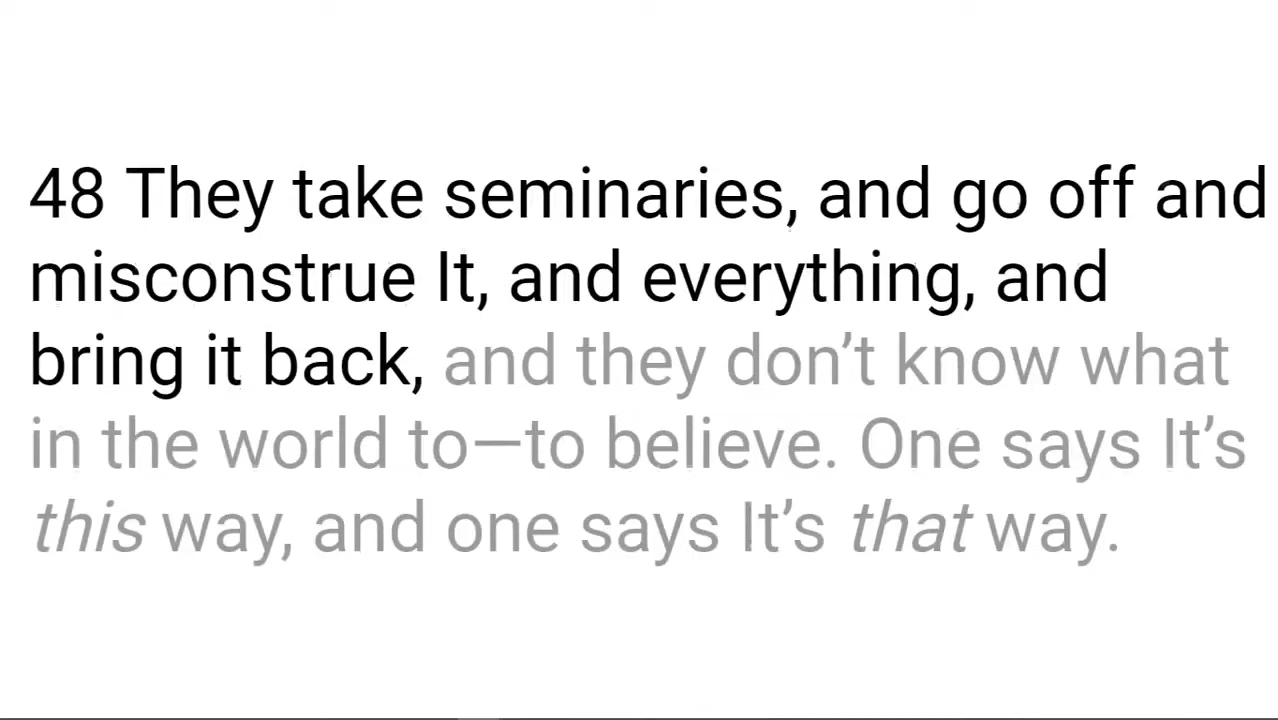 48 They take seminaries, and go off and
misconstrue It, and everything, and
bring it back, and they don’t know what
in the world to—to believe. One says It’s
this way, and one says It’s that way.